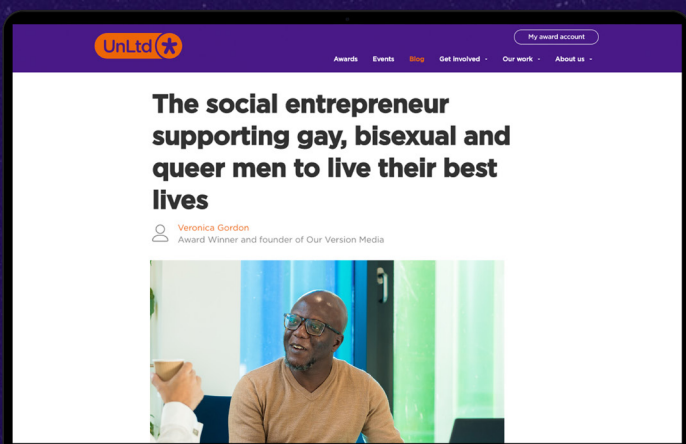 UnLtd
My award account
Awards Events Blog Get Involved Our work About us
The social entrepreneur
supporting gay, bisexual and
queer men to live their best
lives
Veronica Gordon
Award Winner and founder of Our Version Media